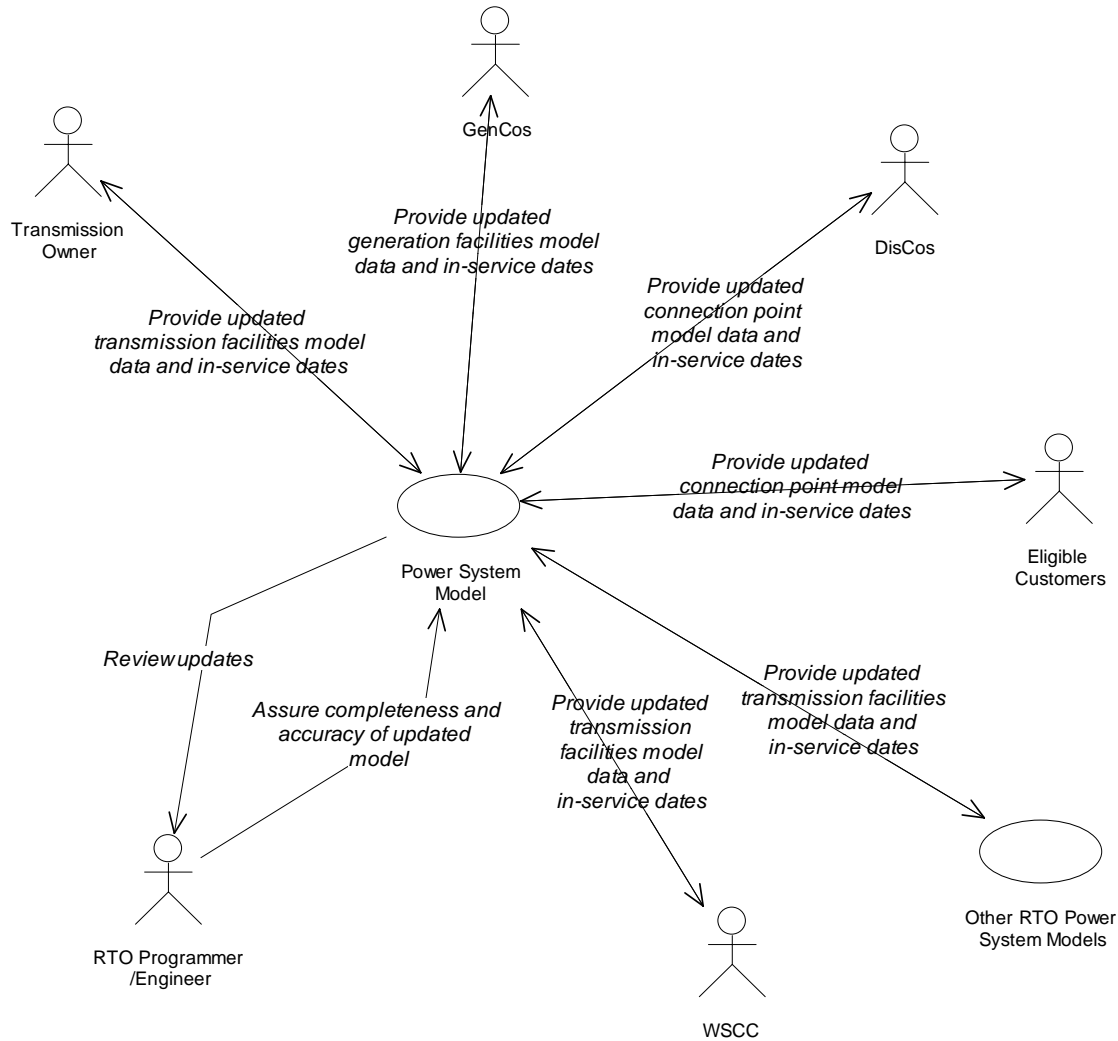 GenCos
Transmission
Owner
DisCos
Provide updated
generation facilities model
data and in-service dates
Provide updated
connection point
model data and
in-service dates
Provide updated
transmission facilities model
data and in-service dates
Provide updated
connection point model
data and in-service dates
Eligible
Customers
Power System
Model
Review updates
Assure completeness and
accuracy of updated
model
Provide updated
transmission
facilities model
data and
in-service dates
Provide updated
transmission facilities
model data and
in-service dates
Other RTO Power
System Models
RTO Programmer
/Engineer
WSCC